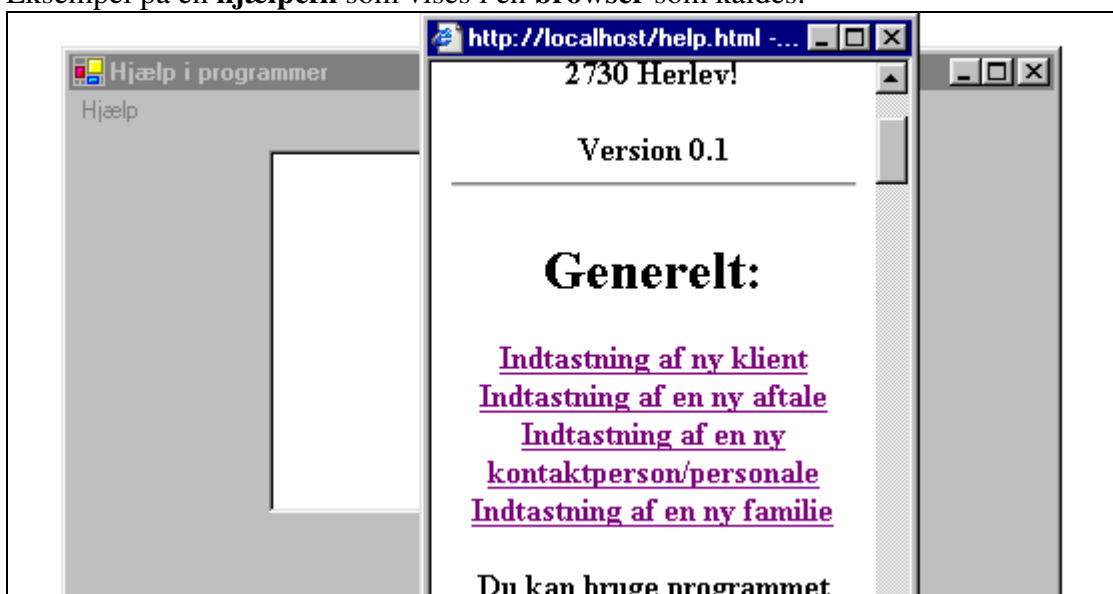 Eksempel på en hjælpefil som vises i en browser som kaldes:
http://localhost/help.html -...
Hjælp i programmer
Hjælp
2730 Herlev!
Version 0.1
Generelt:
Indtastning af ny klient
Indtastning af en ny aftale
Indtastning af en ny
kontaktperson/personale
Indtastning af en ny familie
Du kan bruge programmet